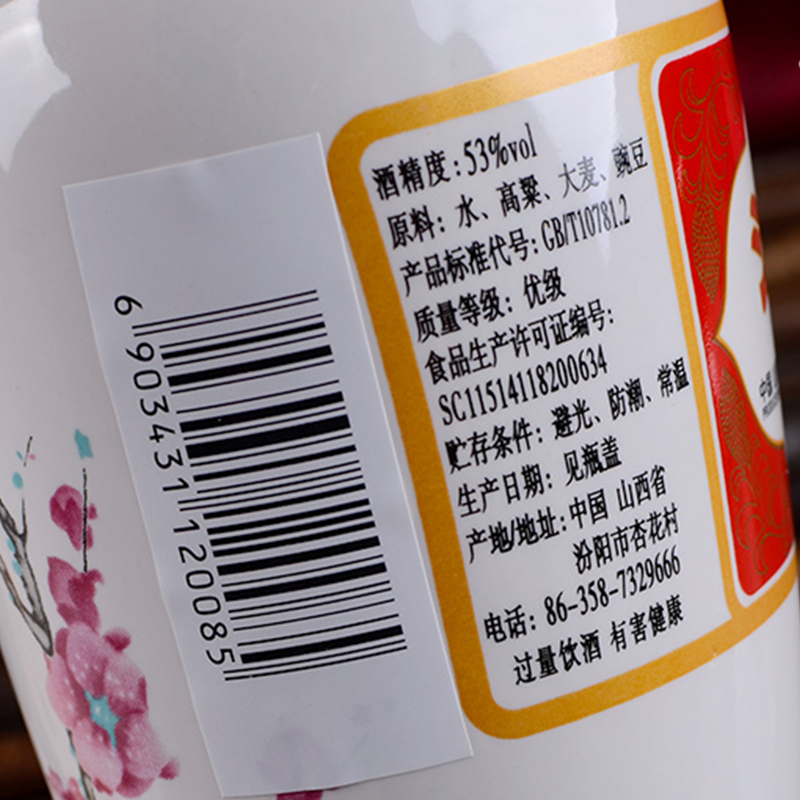 6 903431 120085
酒精度:53%vol
原料:水、高粱、大麦、豌豆
产品标准代号:GB/T10781.2
质量等级:优级
食品生产许可证编号:
SC11514118200634
贮存条件:避光、防潮、常温
生产日期:见瓶盖
产地/地址:中国 山西省
汾阳市杏花村
电话:86-358-7329666
过量饮酒 有害健康
中国